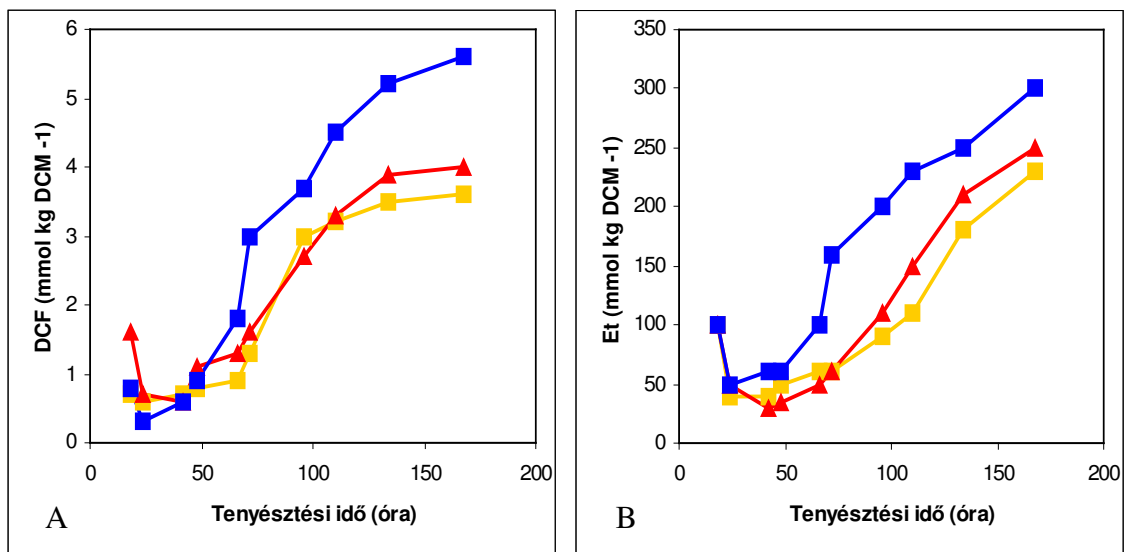 DCF (mmol kg DCM -1)
6
5
4
3
2
1
0
0 50 100 150 200
Tenyésztési idő (óra)
A
Et (mmol kg DCM -1)
350
300
250
200
150
100
50
0
0 50 100 150 200
Tenyésztési idő (óra)
B